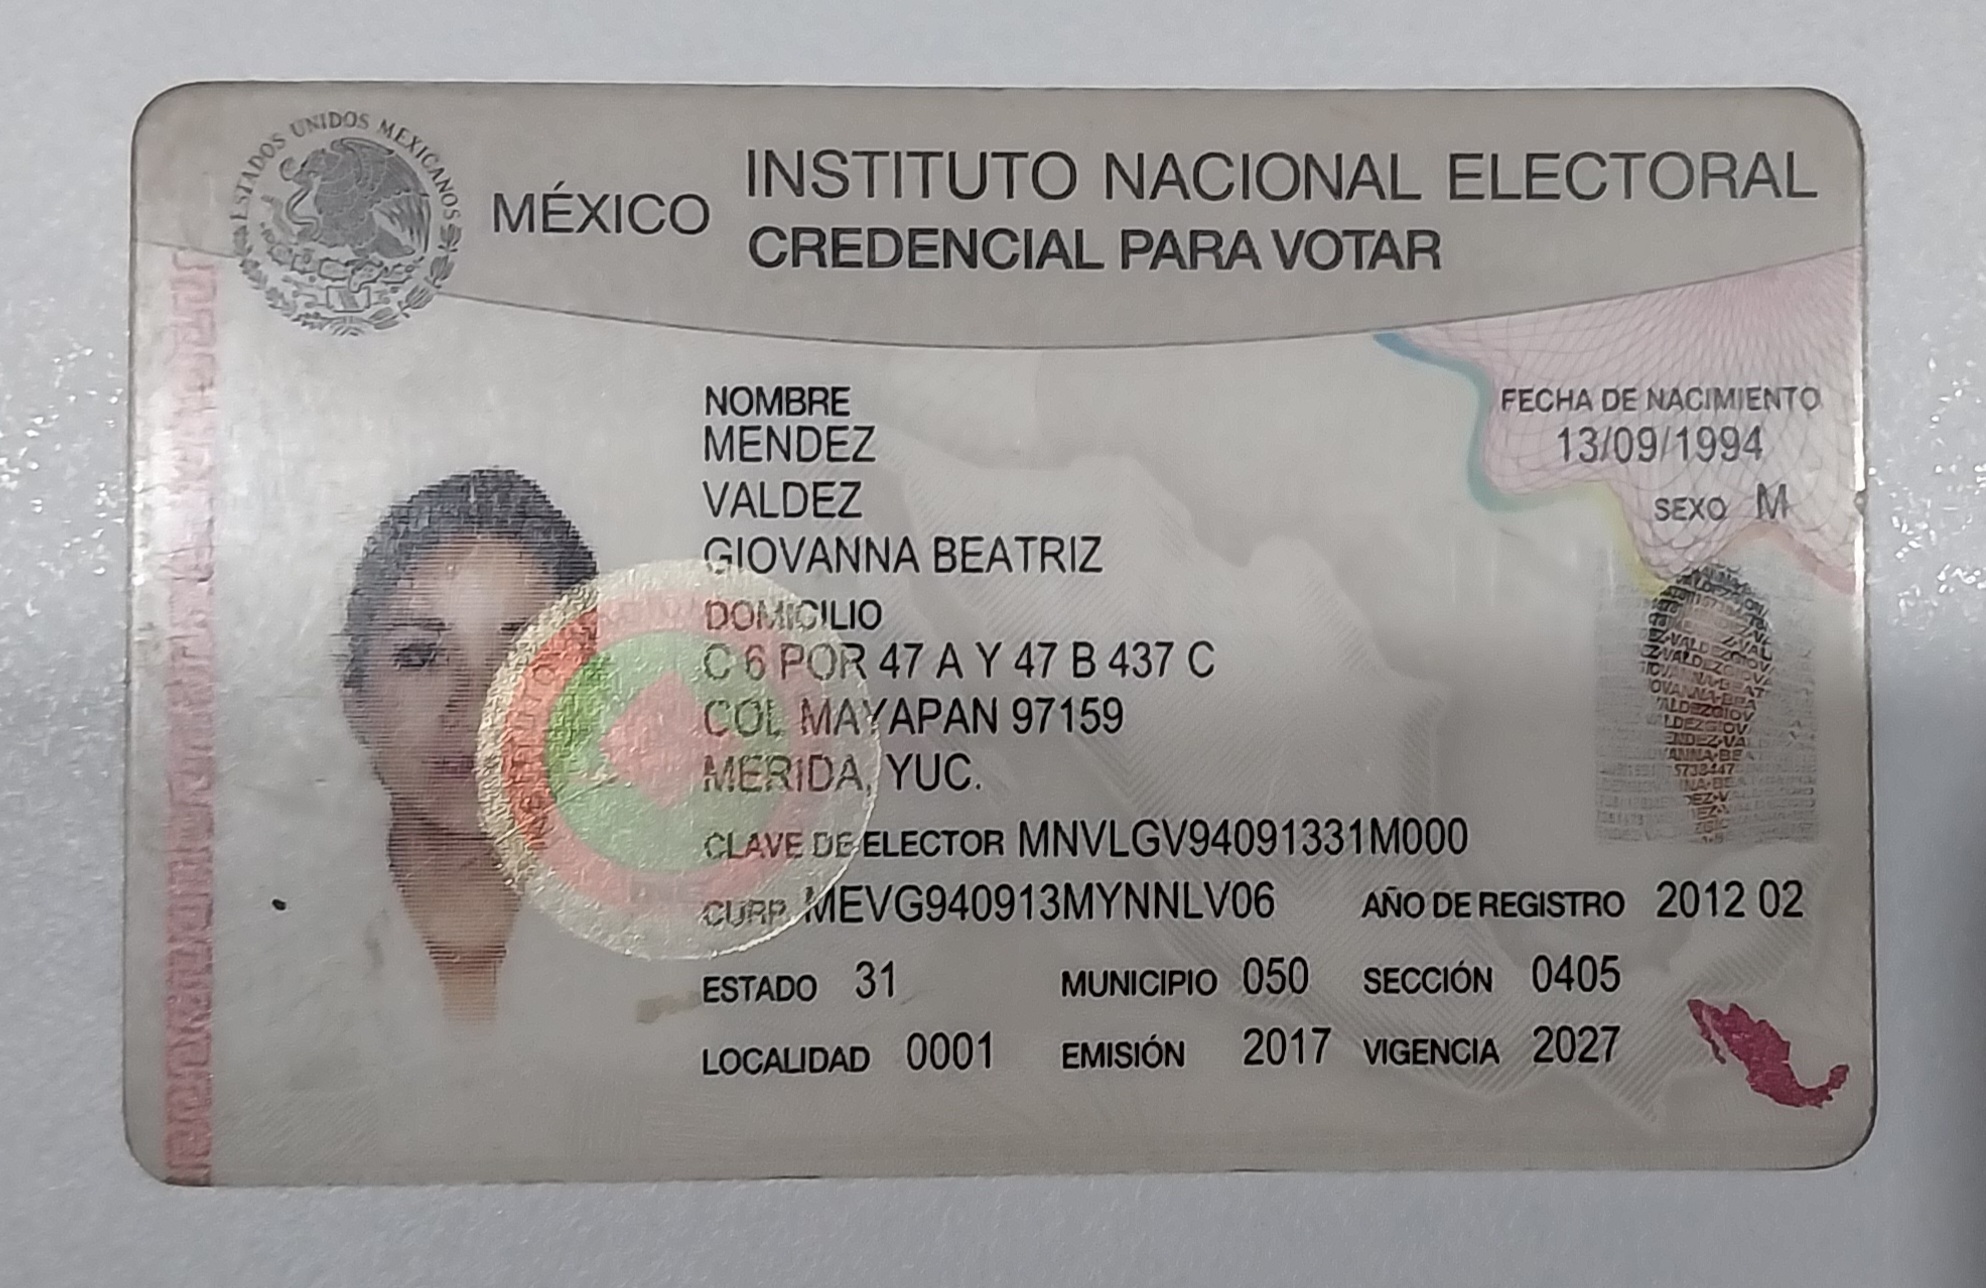 ESTADOS UNIDOS MEXICANOS
MÉXICO
INSTITUTO NACIONAL ELECTORAL
CREDENCIAL PARA VOTAR
NOMBRE
MENDEZ
VALDEZ
GIOVANNA BEATRIZ
FECHA DE NACIMIENTO
13/09/1994
SEXO M
DOMICILIO
C 6 POR 47 A Y 47 B 437 C
COL MAYAPAN 97159
MERIDA, YUC.
CLAVE DE ELECTOR MNVLGV94091331M000
CURP MEVG940913MYNNLV06 AÑO DE REGISTRO 2012 02
ESTADO 31 MUNICIPIO 050 SECCIÓN 0405
LOCALIDAD 0001 EMISIÓN 2017 VIGENCIA 2027